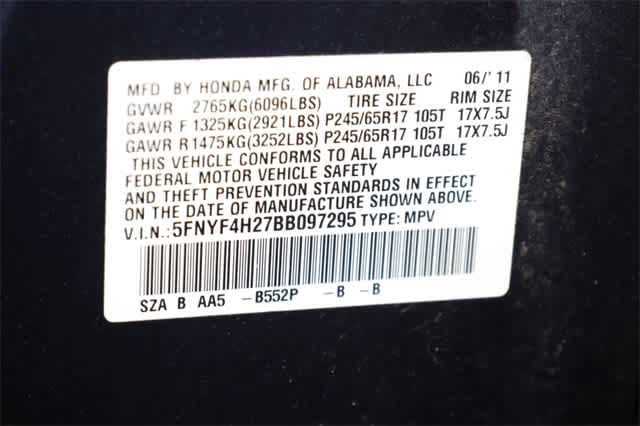 MFD BY HONDA MFG. OF ALABAMA, LLC 06/'11
GVWR 2765KG(6096LBS) TIRE SIZE RIM SIZE
GAWR F 1325KG(2921LBS) P245/65R17 105T 17X7.5J
GAWR R 1475KG(3252LBS) P245/65R17 105T 17X7.5J
THIS VEHICLE CONFORMS TO ALL APPLICABLE
FEDERAL MOTOR VEHICLE SAFETY
AND THEFT PREVENTION STANDARDS IN EFFECT
ON THE DATE OF MANUFACTURE SHOWN ABOVE.
V.I.N.:5FNYF4H27BB097295 TYPE: MPV
SZA B AA5 -B552P -B -B